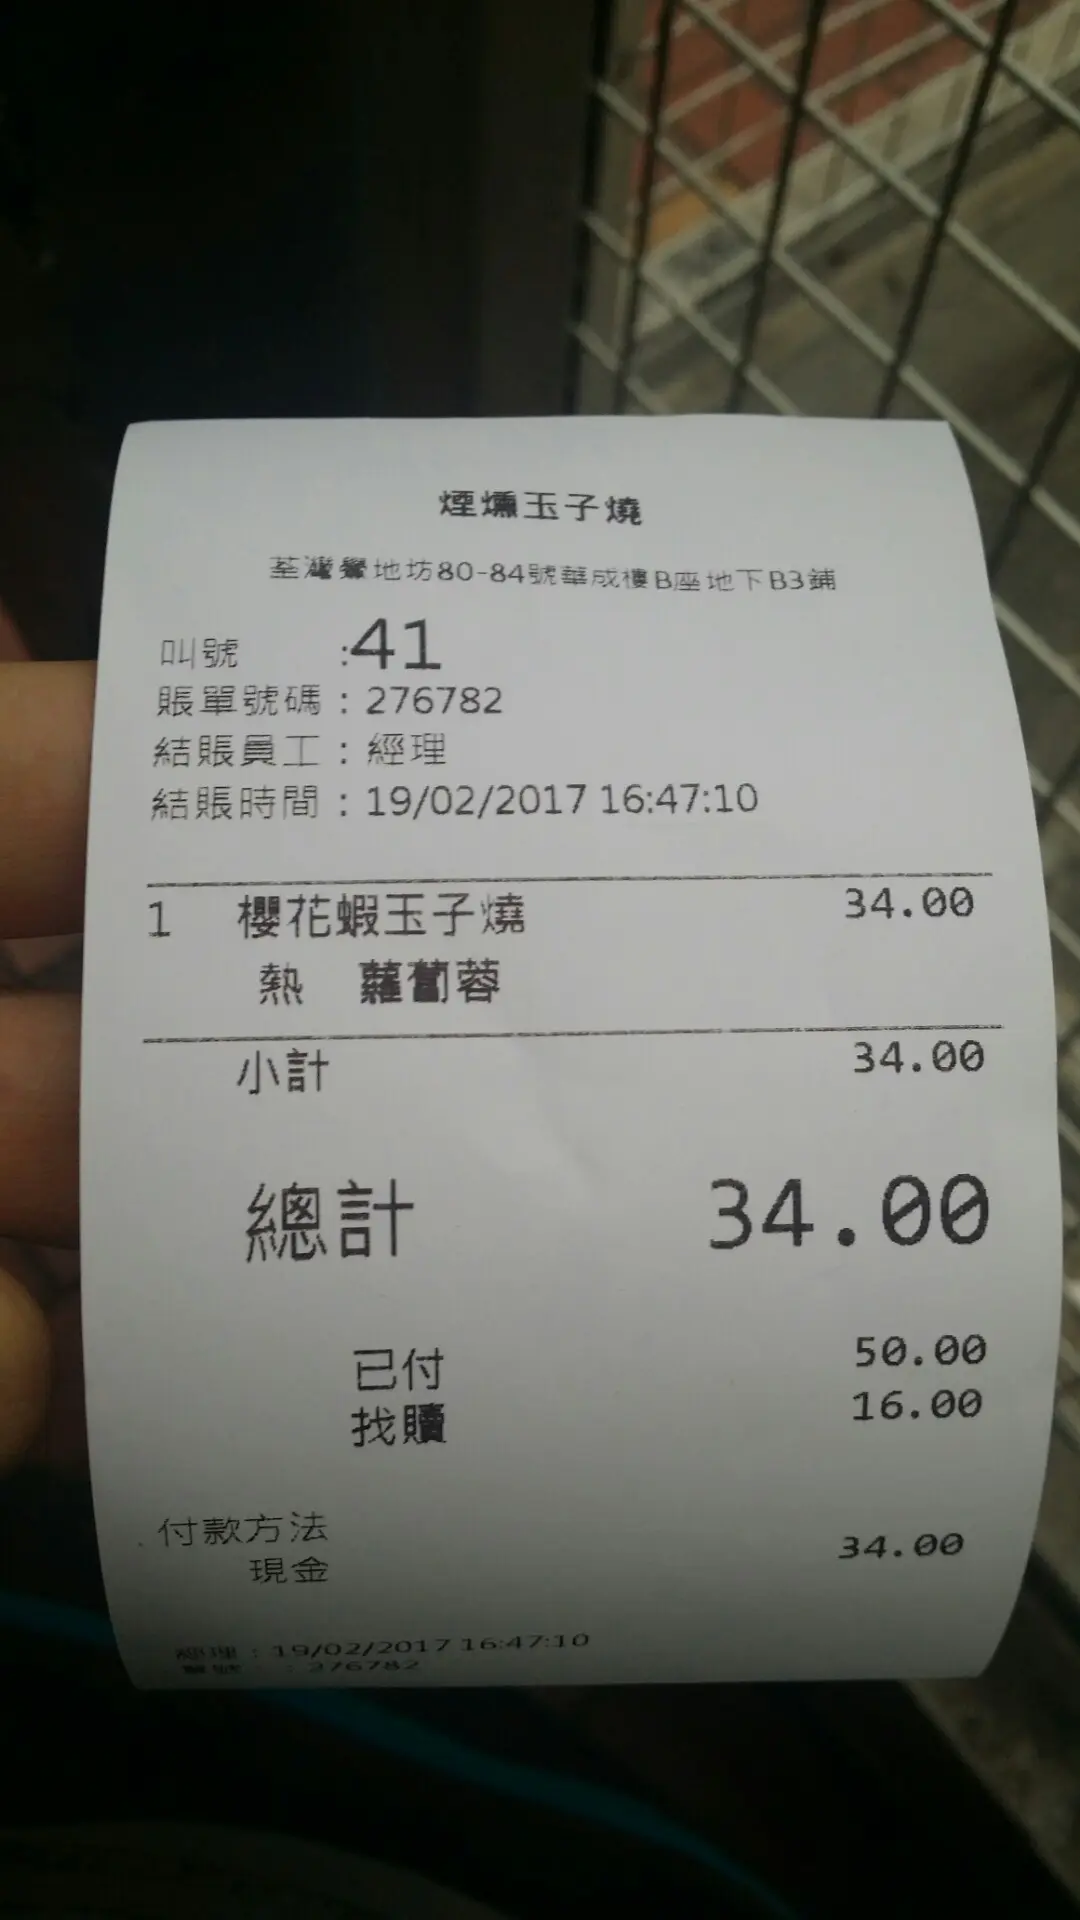 煙燻玉子燒
荃灣鱟地坊80-84號華成樓B座地下B3鋪
叫號 :41
賬單號碼 : 276782
結賬員工 : 經理
結賬時間 : 19/02/2017 16:47:10
1 櫻花蝦玉子燒 34.00
熱 蘿蔔蓉
小計 34.00
總計 34.00
已付 50.00
找贖 16.00
付款方法
現金 34.00
經理 : 19/02/2017 16:47:10
單號 : 276782